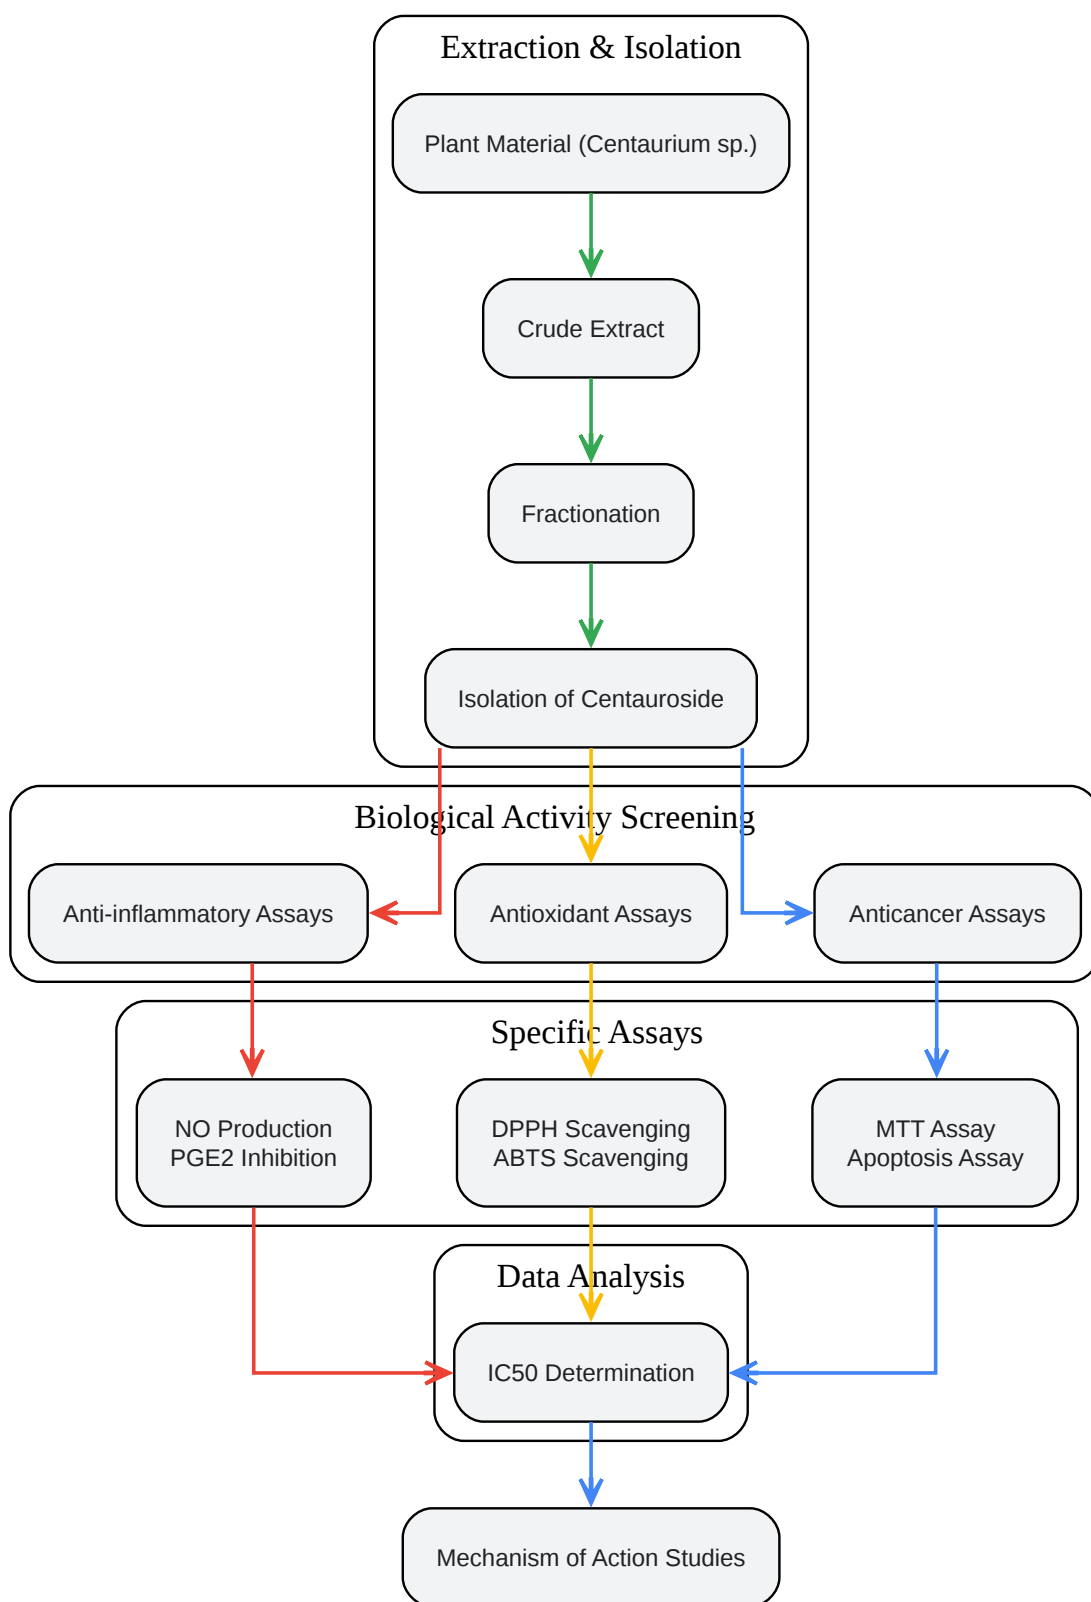 Extraction & Isolation
Plant Material (Centaurium sp.)
Crude Extract
Fractionation
Isolation of Centauroside
Biological Activity Screening
Anti-inflammatory Assays
Antioxidant Assays
Anticancer Assays
Specific Assays
NO Production
PGE2 Inhibition
DPPH Scavenging
ABTS Scavenging
MTT Assay
Apoptosis Assay
Data Analysis
IC50 Determination
Mechanism of Action Studies